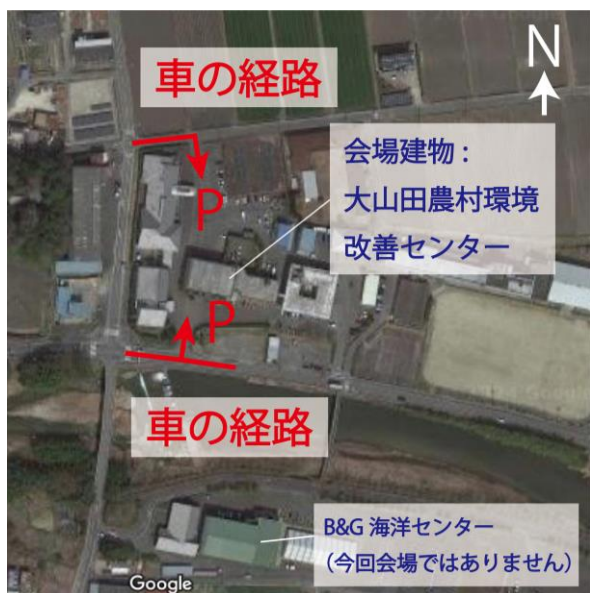 車の経路
N
P
会場建物：
大山田農村環境
改善センター
P
車の経路
B&G 海洋センター
（今回会場ではありません）
Google